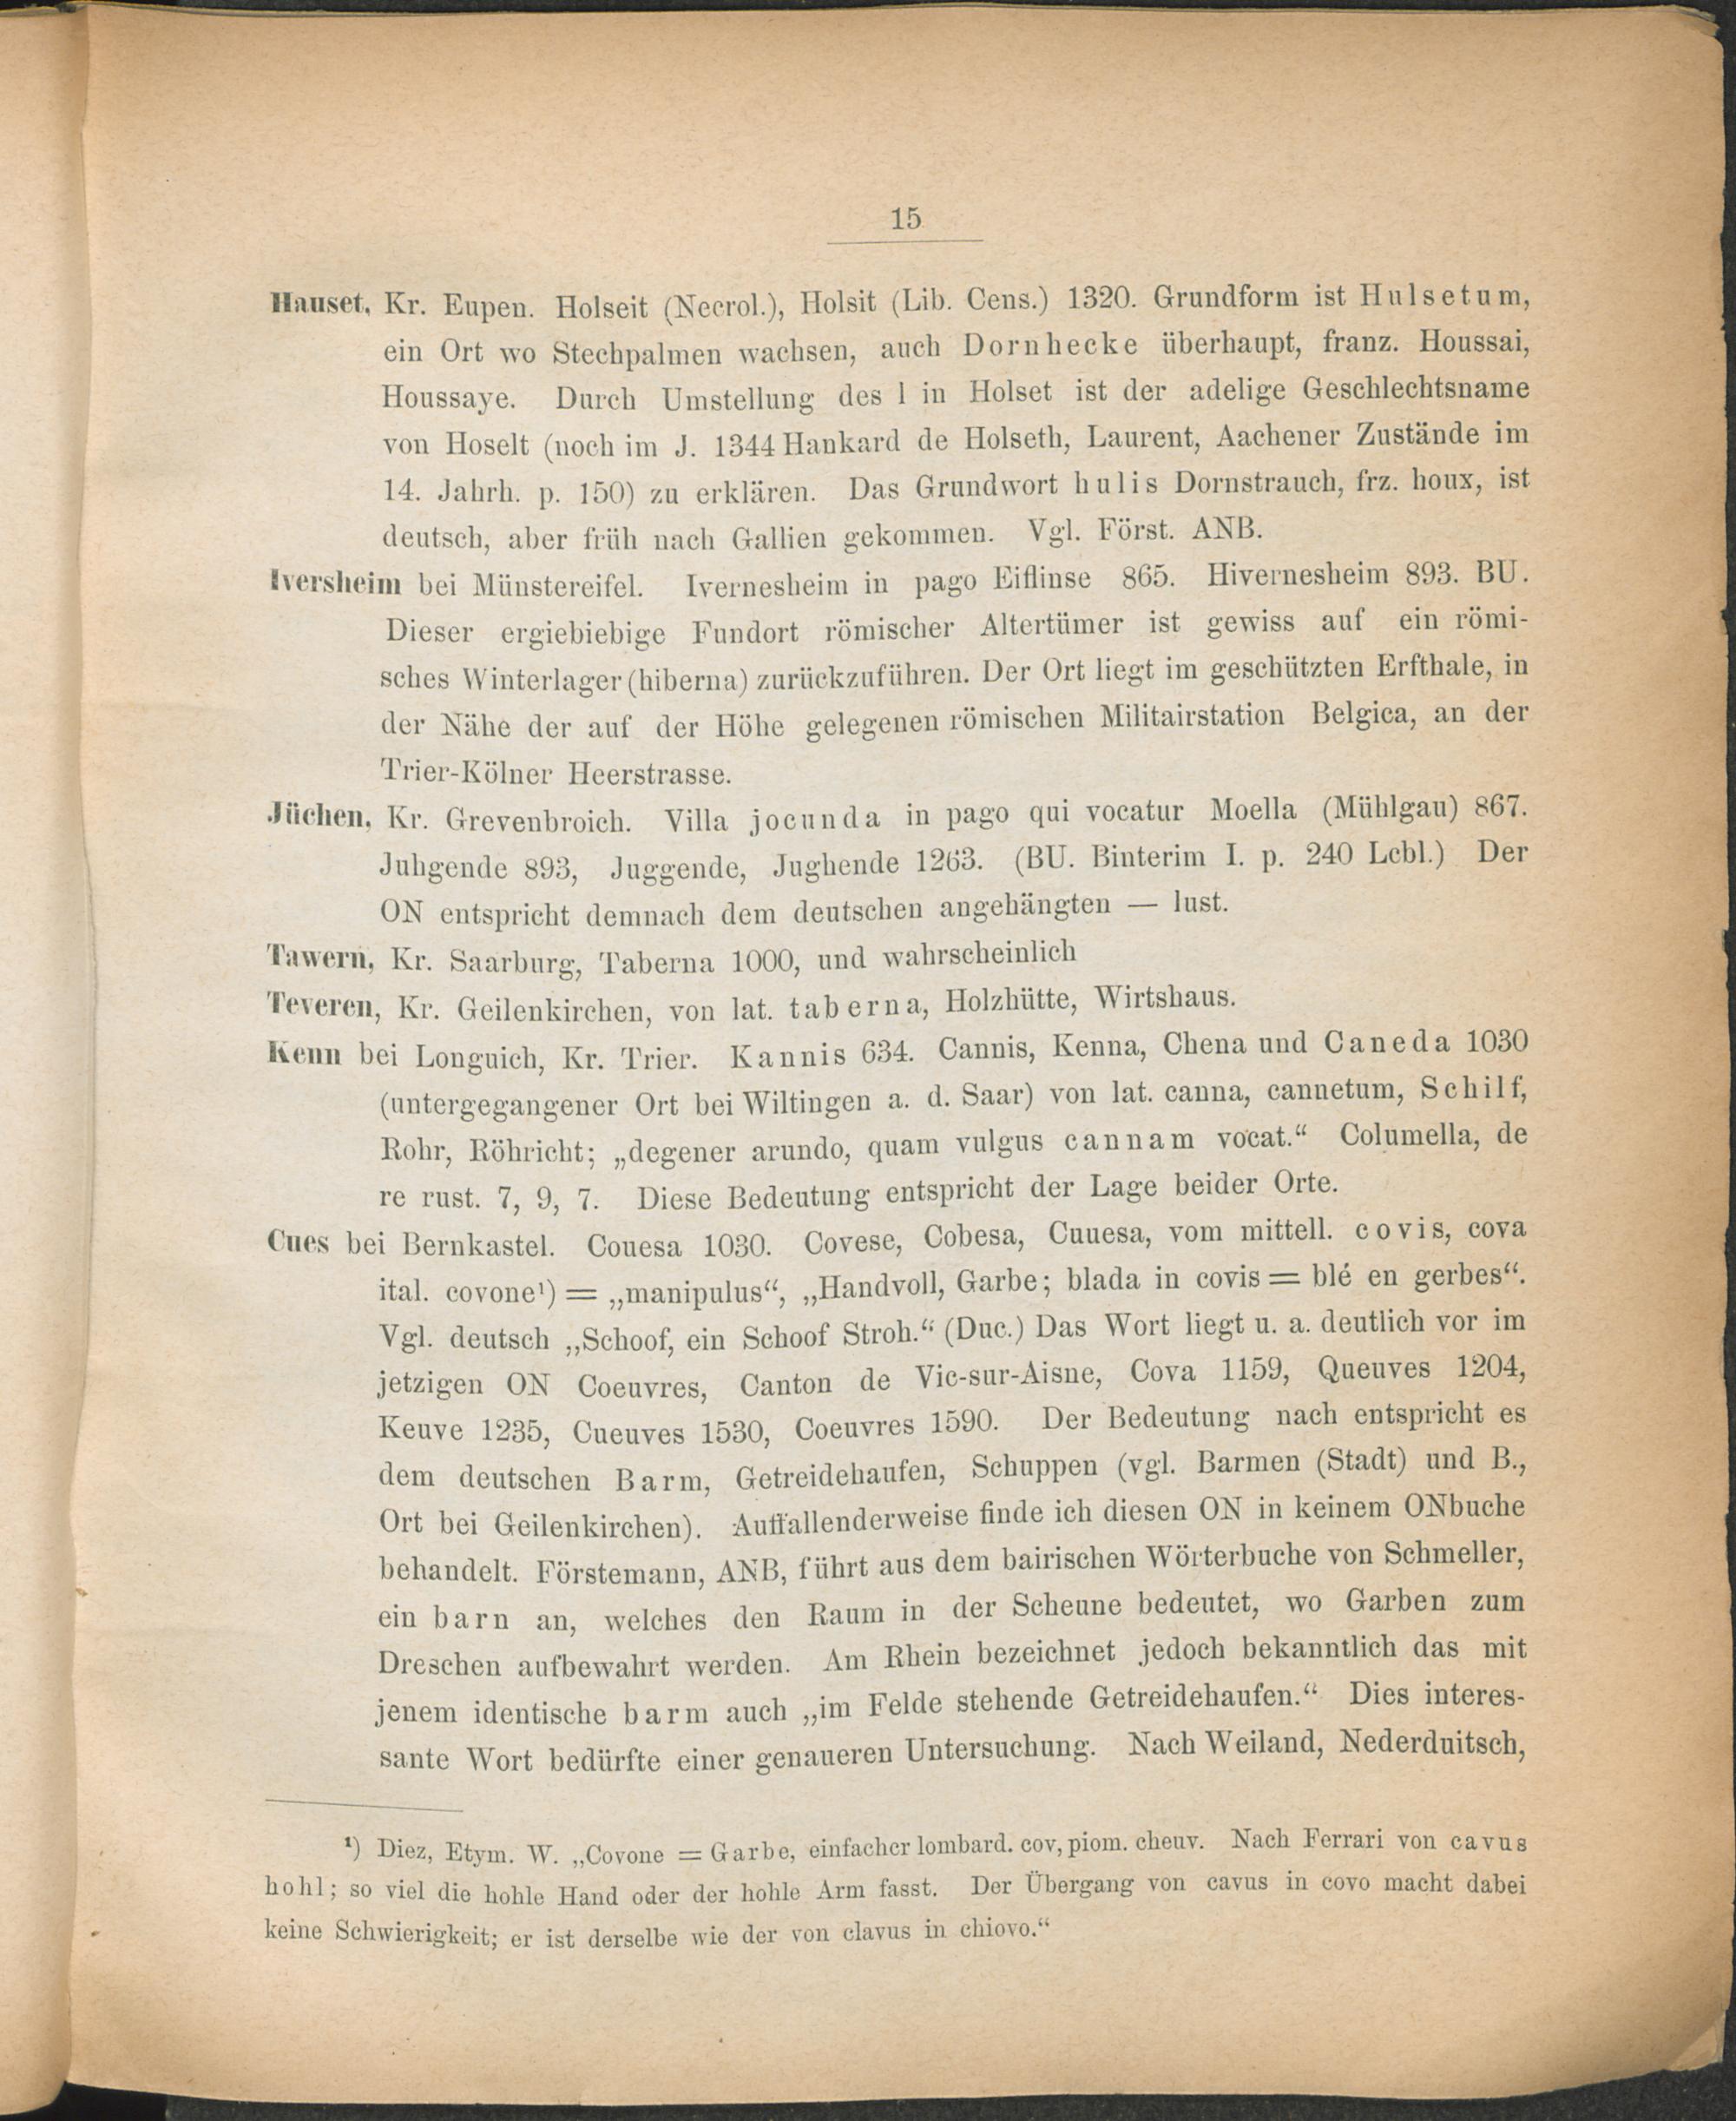 15
Hauset, Kr. Eupen. Holseit (Necrol.), Holsit (Lib. Cens.) 1320. Grundform ist Hulsetum,
ein Ort wo Stechpalmen wachsen, auch Dornhecke überhaupt, franz. Houssai,
Houssaye. Durch Umstellung des l in Holset ist der adelige Geschlechtsname
von Hoselt (noch im J. 1344 Hankard de Holseth, Laurent, Aachener Zustände im
14. Jahrh. p. 150) zu erklären. Das Grundwort hulis Dornstrauch, frz. houx, ist
deutsch, aber früh nach Gallien gekommen. Vgl. Först. ANB.
Iversheim bei Münstereifel. Ivernesheim in pago Eiflinse 865. Hivernesheim 893. BU.
Dieser ergiebiebige Fundort römischer Altertümer ist gewiss auf ein römi-
sches Winterlager (hiberna) zurückzuführen. Der Ort liegt im geschützten Erfthale, in
der Nähe der auf der Höhe gelegenen römischen Militairstation Belgica, an der
Trier-Kölner Heerstrasse.
Jüchen, Kr. Grevenbroich. Villa jocunda in pago qui vocatur Moella (Mühlgau) 867.
Juhgende 893, Juggende, Jughende 1263. (BU. Binterim I. p. 240 Lcbl.) Der
ON entspricht demnach dem deutschen angehängten — lust.
Tawern, Kr. Saarburg, Taberna 1000, und wahrscheinlich
Teveren, Kr. Geilenkirchen, von lat. taberna, Holzhütte, Wirtshaus.
Kenn bei Longuich, Kr. Trier. Kannis 634. Cannis, Kenna, Chena und Caneda 1030
(untergegangener Ort bei Wiltingen a. d. Saar) von lat. canna, cannetum, Schilf,
Rohr, Röhricht; „degener arundo, quam vulgus cannam vocat.“ Columella, de
re rust. 7, 9, 7. Diese Bedeutung entspricht der Lage beider Orte.
Cues bei Bernkastel. Couesa 1030. Covese, Cobesa, Cuuesa, vom mittell. covis, cova
ital. covone¹) = „manipulus“, „Handvoll, Garbe; blada in covis = blé en gerbes“.
Vgl. deutsch „Schoof, ein Schoof Stroh.“ (Duc.) Das Wort liegt u. a. deutlich vor im
jetzigen ON Coeuvres, Canton de Vic-sur-Aisne, Cova 1159, Queuves 1204,
Keuve 1235, Cueuves 1530, Coeuvres 1590. Der Bedeutung nach entspricht es
dem deutschen Barm, Getreidehaufen, Schuppen (vgl. Barmen (Stadt) und B.,
Ort bei Geilenkirchen). Auffallenderweise finde ich diesen ON in keinem ONbuche
behandelt. Förstemann, ANB, führt aus dem bairischen Wörterbuche von Schmeller,
ein barn an, welches den Raum in der Scheune bedeutet, wo Garben zum
Dreschen aufbewahrt werden. Am Rhein bezeichnet jedoch bekanntlich das mit
jenem identische barm auch „im Felde stehende Getreidehaufen.“ Dies interes-
sante Wort bedürfte einer genaueren Untersuchung. Nach Weiland, Nederduitsch,
¹) Diez, Etym. W. „Covone = Garbe, einfacher lombard. cov, piom. cheuv. Nach Ferrari von cavus
hohl; so viel die hohle Hand oder der hohle Arm fasst. Der Übergang von cavus in covo macht dabei
keine Schwierigkeit; er ist derselbe wie der von clavus in chiovo.“